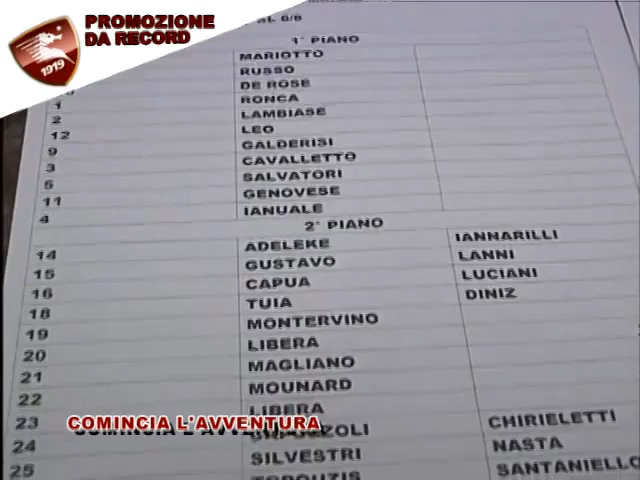 PROMOZIONE
DA RECORD
1919
AL 8/8
1° PIANO
MARIOTTO
RUSSO
DE ROSE
1 RONCA
2 LAMBIASE
12 LEO
9 GALDERISI
3 CAVALLETTO
5 SALVATORI
11 GENOVESE
4 IANUALE
2° PIANO
14 ADELEKE IANNARILLI
15 GUSTAVO LANNI
16 CAPUA LUCIANI
18 TUIA DINIZ
19 MONTERVINO
20 LIBERA
21 MAGLIANO
22 MOUNARD
23 LIBERA CHIRIELETTI
COMINCIA L'AVVENTURA
24 NASTA
25 SILVESTRI SANTANIELLO